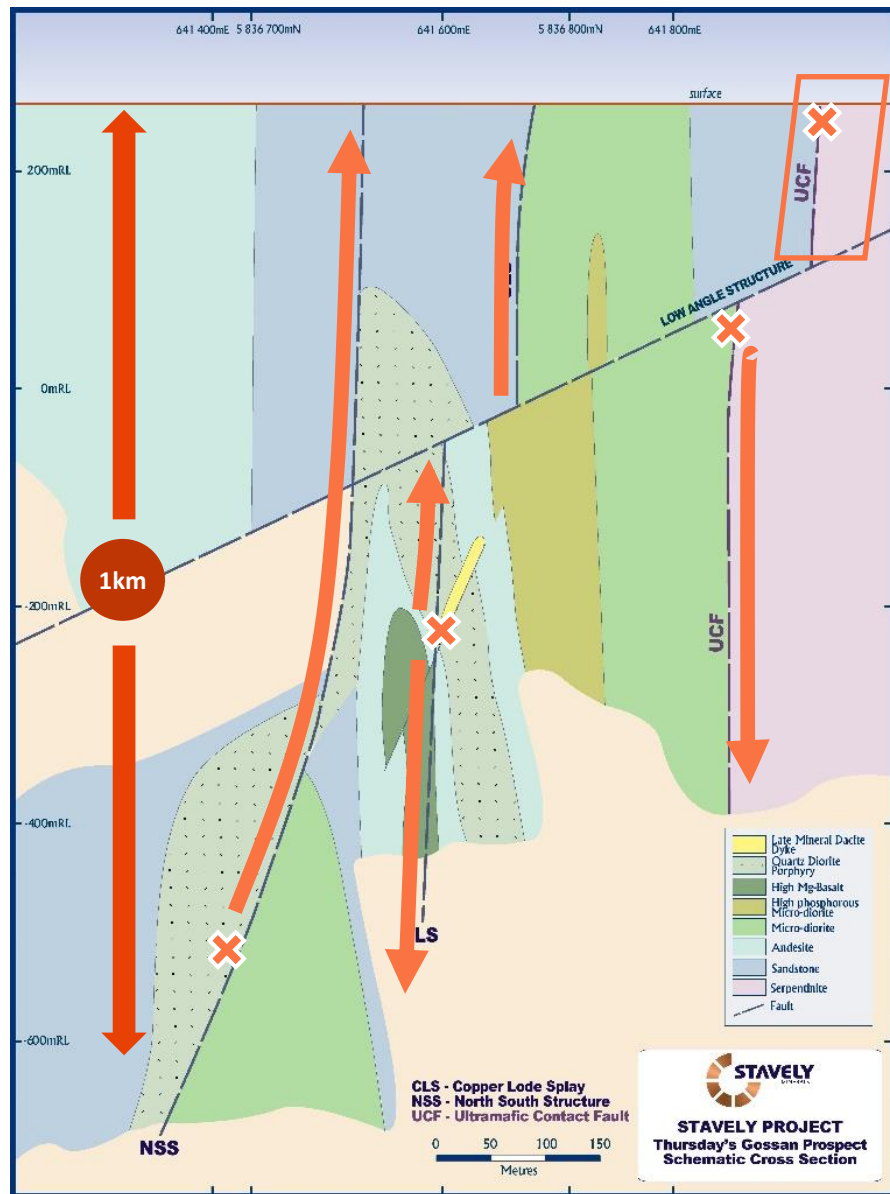 641 400mE 5 836 700mN 641 600mE 5 836 800mN 641 800mE
surface
200mRL
UCF
LOW ANGLE STRUCTURE
0mRL
1km
-200mRL
UCF
-400mRL
Late Mineral Dacite
Dyke
Quartz Diorite
Porphyry
High Mg-Basalt
High phosphorous
Micro-diorite
Micro-diorite
Andesite
Sandstone
Serpentinite
Fault
LS
-600mRL
NSS
CLS - Copper Lode Splay
NSS - North South Structure
UCF - Ultramafic Contact Fault
0 50 100 150
Metres
STAVELY
MINERALS
STAVELY PROJECT
Thursday's Gossan Prospect
Schematic Cross Section